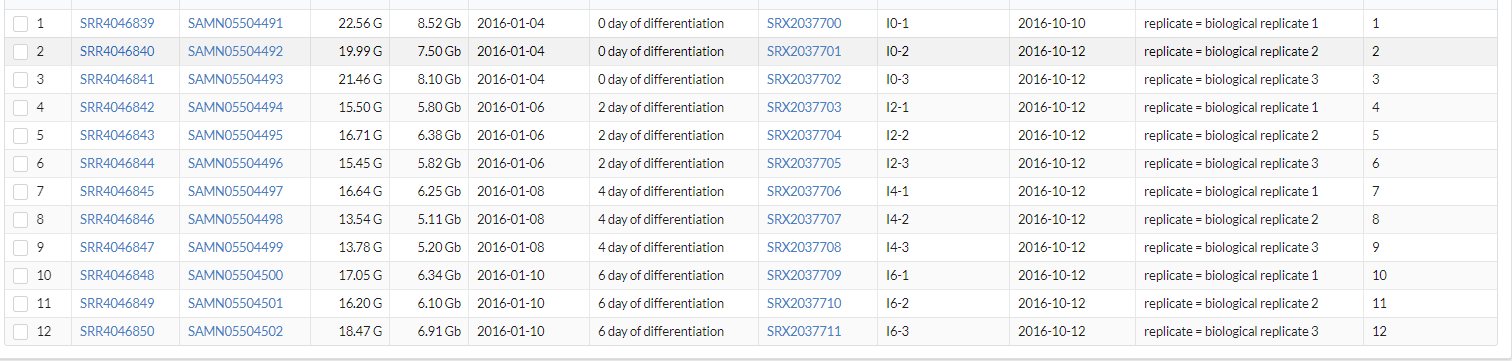 1 SRR4046839 SAMN05504491 22.56 G 8.52 Gb 2016-01-04 0 day of differentiation SRX2037700 I0-1 2016-10-10 replicate = biological replicate 1 1
2 SRR4046840 SAMN05504492 19.99 G 7.50 Gb 2016-01-04 0 day of differentiation SRX2037701 I0-2 2016-10-12 replicate = biological replicate 2 2
3 SRR4046841 SAMN05504493 21.46 G 8.10 Gb 2016-01-04 0 day of differentiation SRX2037702 I0-3 2016-10-12 replicate = biological replicate 3 3
4 SRR4046842 SAMN05504494 15.50 G 5.80 Gb 2016-01-06 2 day of differentiation SRX2037703 I2-1 2016-10-12 replicate = biological replicate 1 4
5 SRR4046843 SAMN05504495 16.71 G 6.38 Gb 2016-01-06 2 day of differentiation SRX2037704 I2-2 2016-10-12 replicate = biological replicate 2 5
6 SRR4046844 SAMN05504496 15.45 G 5.82 Gb 2016-01-06 2 day of differentiation SRX2037705 I2-3 2016-10-12 replicate = biological replicate 3 6
7 SRR4046845 SAMN05504497 16.64 G 6.25 Gb 2016-01-08 4 day of differentiation SRX2037706 I4-1 2016-10-12 replicate = biological replicate 1 7
8 SRR4046846 SAMN05504498 13.54 G 5.11 Gb 2016-01-08 4 day of differentiation SRX2037707 I4-2 2016-10-12 replicate = biological replicate 2 8
9 SRR4046847 SAMN05504499 13.78 G 5.20 Gb 2016-01-08 4 day of differentiation SRX2037708 I4-3 2016-10-12 replicate = biological replicate 3 9
10 SRR4046848 SAMN05504500 17.05 G 6.34 Gb 2016-01-10 6 day of differentiation SRX2037709 I6-1 2016-10-12 replicate = biological replicate 1 10
11 SRR4046849 SAMN05504501 16.20 G 6.10 Gb 2016-01-10 6 day of differentiation SRX2037710 I6-2 2016-10-12 replicate = biological replicate 2 11
12 SRR4046850 SAMN05504502 18.47 G 6.91 Gb 2016-01-10 6 day of differentiation SRX2037711 I6-3 2016-10-12 replicate = biological replicate 3 12